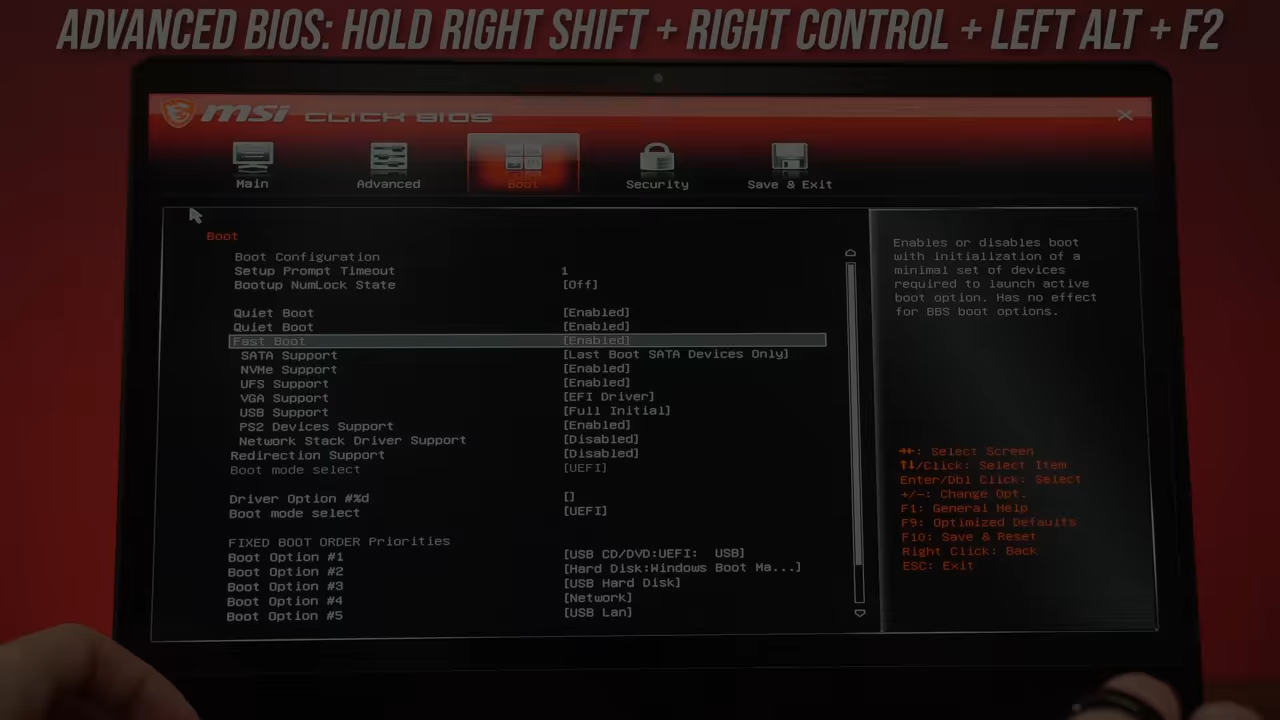 ADVANCED BIOS: HOLD RIGHT SHIFT + RIGHT CONTROL + LEFT ALT + F2
msi CLICK BIOS
Main
Advanced
Boot
Security
Save & Exit
Boot
Boot Configuration
Setup Prompt Timeout 1
Bootup NumLock State [Off]
Quiet Boot [Enabled]
Quiet Boot [Enabled]
Fast Boot [Enabled]
SATA Support [Last Boot SATA Devices Only]
NVMe Support [Enabled]
UFS Support [Enabled]
VGA Support [EFI Driver]
USB Support [Full Initial]
PS2 Devices Support [Enabled]
Network Stack Driver Support [Disabled]
Redirection Support [Disabled]
Boot mode select [UEFI]
Driver Option #%d []
Boot mode select [UEFI]
FIXED BOOT ORDER Priorities
Boot Option #1 [USB CD/DVD:UEFI: USB]
Boot Option #2 [Hard Disk:Windows Boot Ma...]
Boot Option #3 [USB Hard Disk]
Boot Option #4 [Network]
Boot Option #5 [USB Lan]
Enables or disables boot
with initialization of a
minimal set of devices
required to launch active
boot option. Has no effect
for BBS boot options.
→←: Select Screen
↑↓/Click: Select Item
Enter/Dbl Click: Select
+/-: Change Opt.
F1: General Help
F9: Optimized Defaults
F10: Save & Reset
Right Click: Back
ESC: Exit